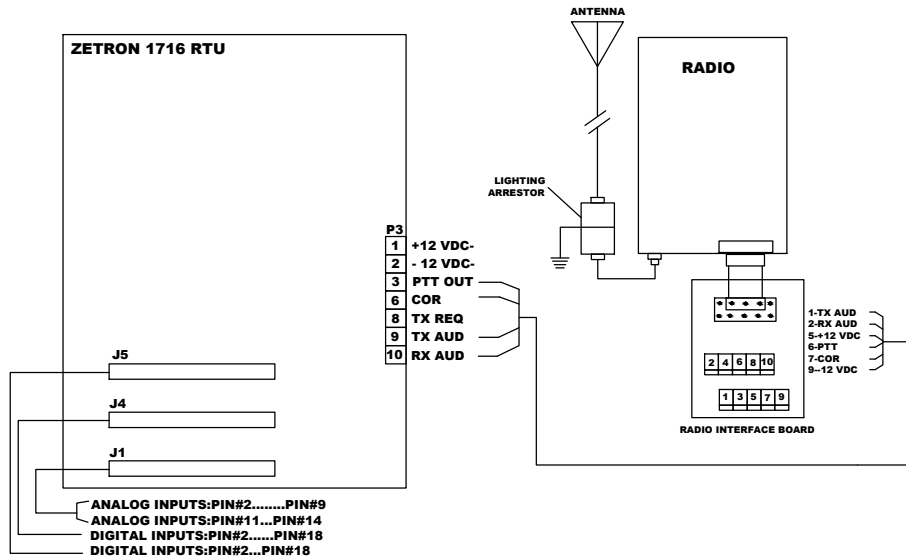 ANTENNA
ZETRON 1716 RTU
RADIO
LIGHTING
ARRESTOR
P3
1 +12 VDC-
2 - 12 VDC-
3 PTT OUT
6 COR
8 TX REQ
9 TX AUD
10 RX AUD
1-TX AUD
2-RX AUD
5-+12 VDC
6-PTT
7-COR
9--12 VDC
2 4 6 8 10
1 3 5 7 9
RADIO INTERFACE BOARD
J5
J4
J1
ANALOG INPUTS:PIN#2........PIN#9
ANALOG INPUTS:PIN#11...PIN#14
DIGITAL INPUTS:PIN#2......PIN#18
DIGITAL INPUTS:PIN#2...PIN#18